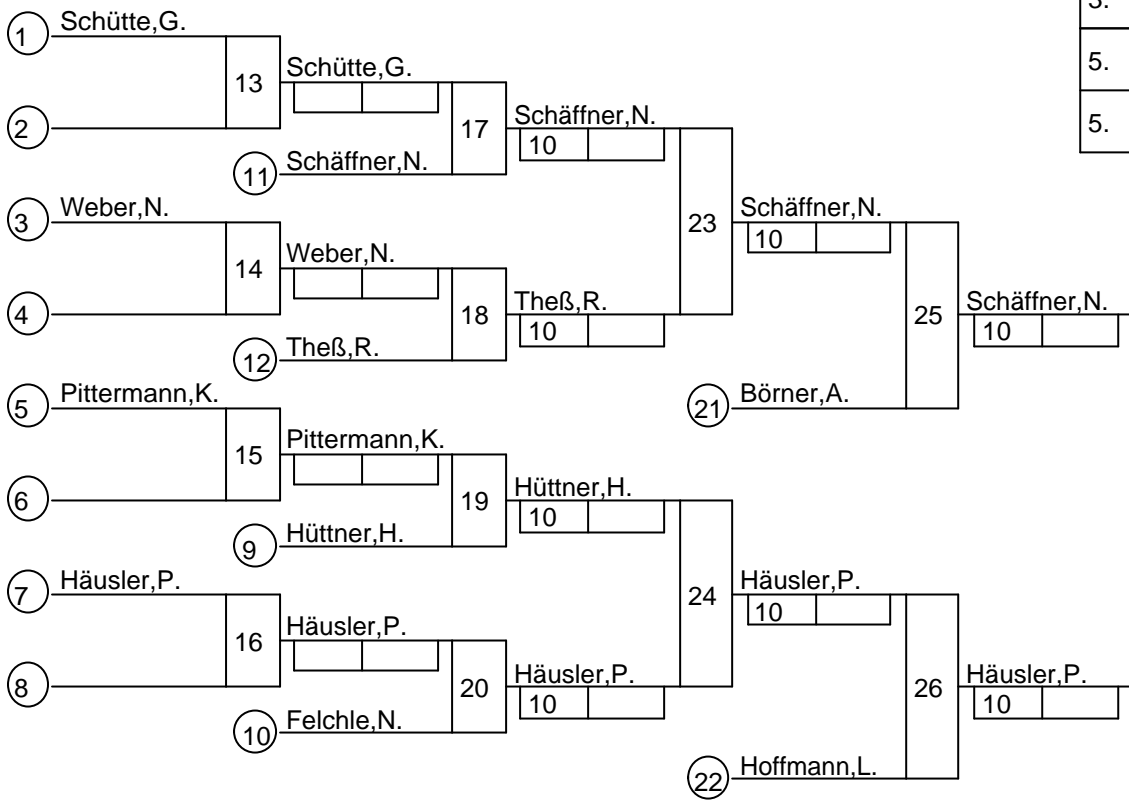 3.
1 Schütte,G.
13 Schütte,G.
5.
2
17 Schäffner,N.
10
5.
11 Schäffner,N.
3 Weber,N.
23 Schäffner,N.
10
14 Weber,N.
4
18 Theß,R.
10
25 Schäffner,N.
10
12 Theß,R.
5 Pittermann,K.
21 Börner,A.
15 Pittermann,K.
6
19 Hüttner,H.
10
9 Hüttner,H.
7 Häusler,P.
24 Häusler,P.
10
16 Häusler,P.
8
20 Häusler,P.
10
26 Häusler,P.
10
10 Felchle,N.
22 Hoffmann,L.